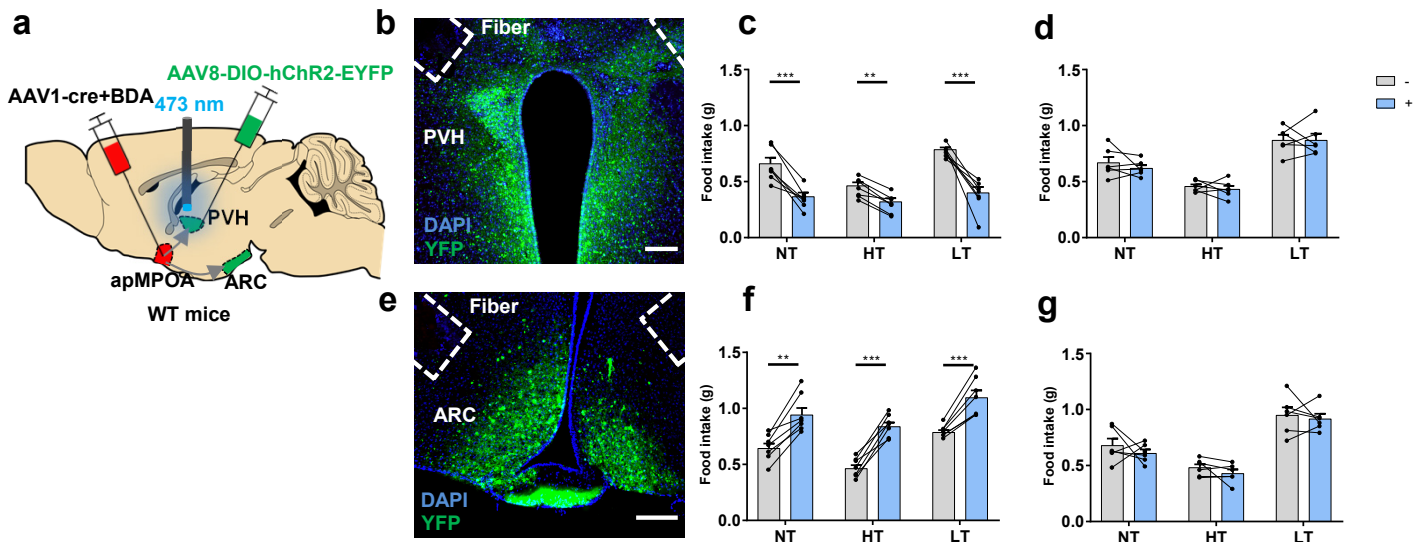 a
AAV8-DIO-hChR2-EYFP
AAV1-cre+BDA
473 nm
PVH
apMPOA
ARC
WT mice
b
Fiber
PVH
DAPI
YFP
c
Food intake (g)
1.5
1.0
0.5
0.0
***
**
***
NT
HT
LT
d
Food intake (g)
1.5
1.0
0.5
0.0
NT
HT
LT
-
+
e
Fiber
ARC
DAPI
YFP
f
Food intake (g)
1.5
1.0
0.5
0.0
**
***
***
NT
HT
LT
g
Food intake (g)
1.5
1.0
0.5
0.0
NT
HT
LT